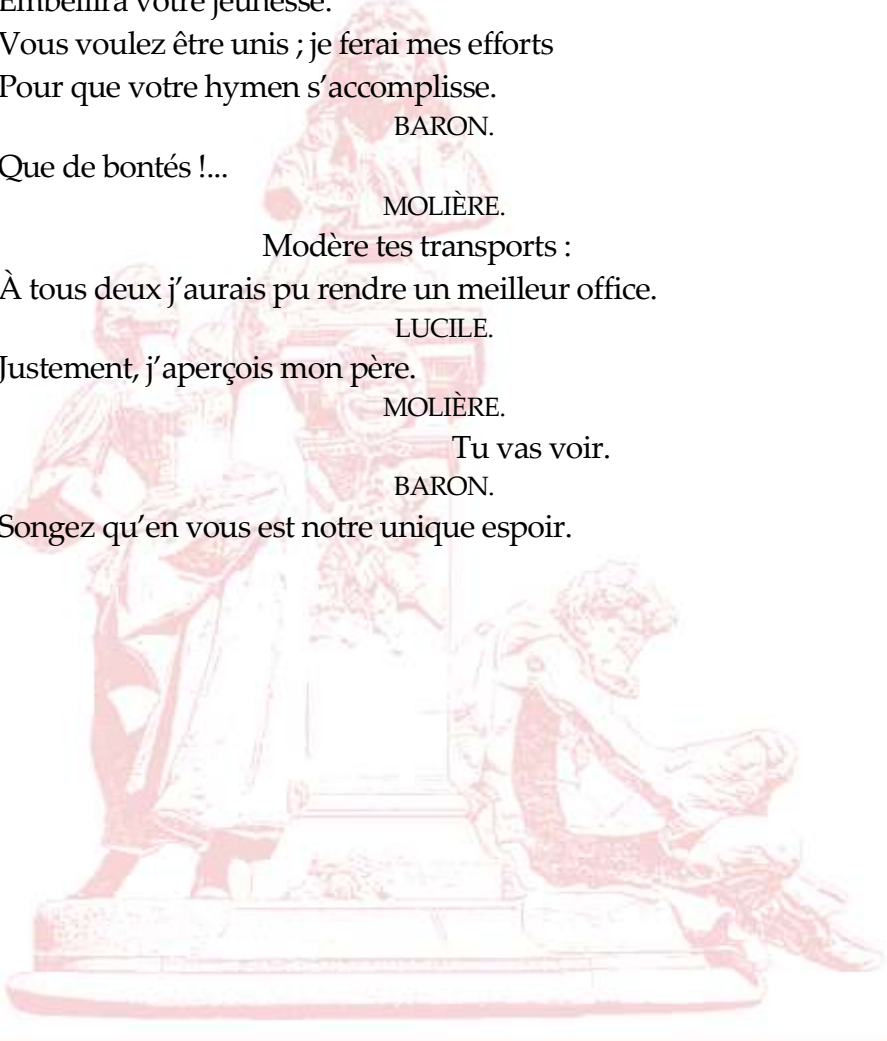 Embellira votre jeunesse.
Vous voulez être unis ; je ferai mes efforts
Pour que votre hymen s’accomplisse.
BARON.
Que de bontés !...
MOLIÈRE.
Modère tes transports :
À tous deux j’aurais pu rendre un meilleur office.
LUCILE.
Justement, j’aperçois mon père.
MOLIÈRE.
Tu vas voir.
BARON.
Songez qu’en vous est notre unique espoir.